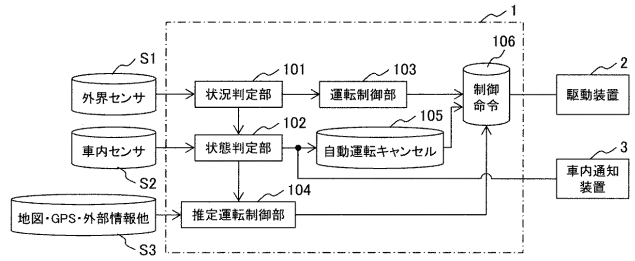 1
S1
外界センサ
101
状況判定部
103
運転制御部
106
制御
命令
2
駆動装置
車内センサ
S2
102
状態判定部
105
自動運転キャンセル
3
車内通知
装置
地図・GPS・外部情報他
S3
104
推定運転制御部